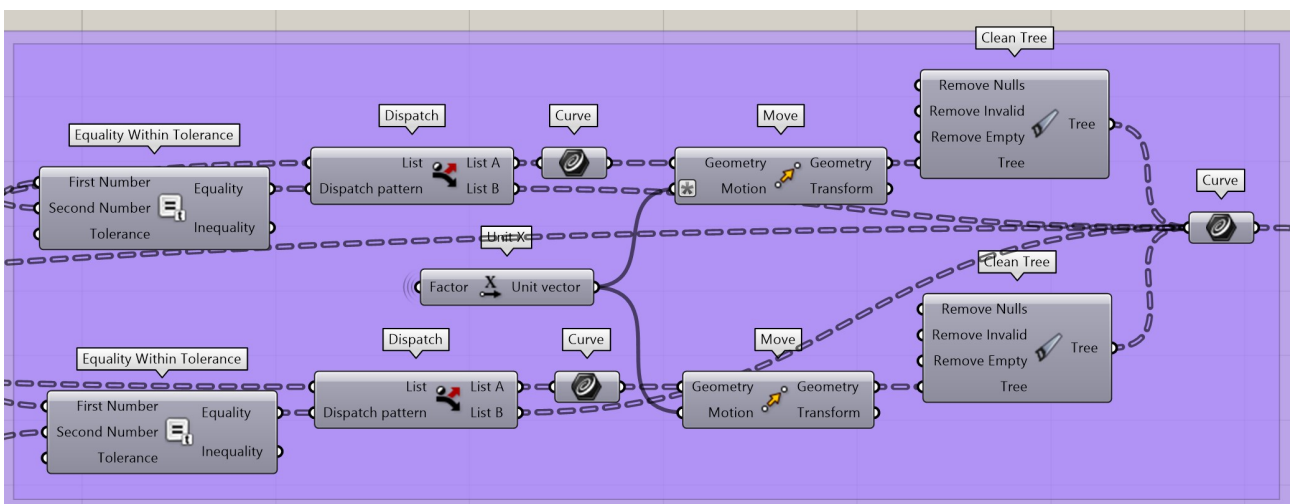 Clean Tree
Remove Nulls
Remove Invalid
Remove Empty
Tree
Tree
Equality Within Tolerance
Dispatch
Curve
Move
First Number
Second Number
Tolerance
Equality
Inequality
List
Dispatch pattern
List A
List B
Geometry
Motion
Geometry
Transform
Curve
Unit X
Factor
X
Unit vector
Clean Tree
Remove Nulls
Remove Invalid
Remove Empty
Tree
Tree
Equality Within Tolerance
Dispatch
Curve
Move
First Number
Second Number
Tolerance
Equality
Inequality
List
Dispatch pattern
List A
List B
Geometry
Motion
Geometry
Transform